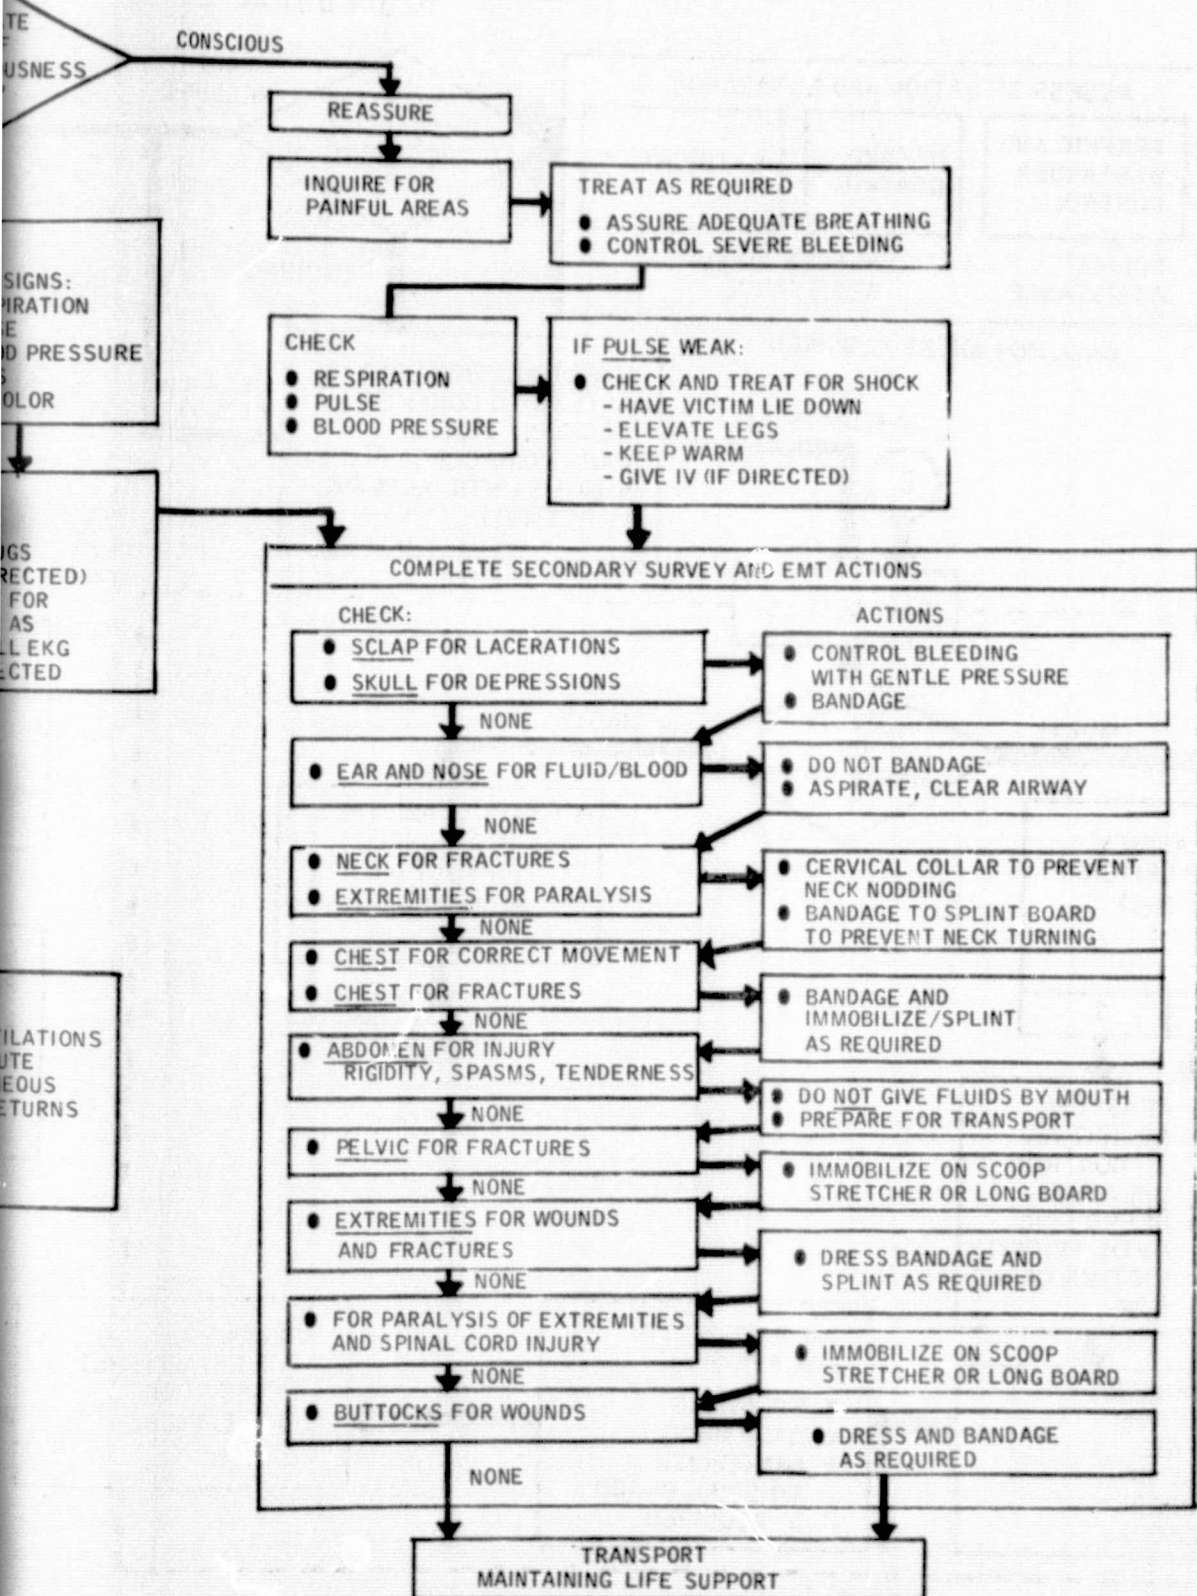 CONSCIOUS
USNESS
REASSURE
INQUIRE FOR
PAINFUL AREAS
TREAT AS REQUIRED
● ASSURE ADEQUATE BREATHING
● CONTROL SEVERE BLEEDING
SIGNS:
PIRATION
D PRESSURE
OLOR
CHECK
● RESPIRATION
● PULSE
● BLOOD PRESSURE
IF PULSE WEAK:
● CHECK AND TREAT FOR SHOCK
- HAVE VICTIM LIE DOWN
- ELEVATE LEGS
- KEEP WARM
- GIVE IV (IF DIRECTED)
UGS
RECTED)
FOR
AS
LL EKG
ECTED
TILATIONS
UTE
NEOUS
ETURNS
COMPLETE SECONDARY SURVEY AND EMT ACTIONS
CHECK:
ACTIONS
● SCLAP FOR LACERATIONS
● SKULL FOR DEPRESSIONS
● CONTROL BLEEDING
WITH GENTLE PRESSURE
● BANDAGE
NONE
● EAR AND NOSE FOR FLUID/BLOOD
● DO NOT BANDAGE
● ASPIRATE, CLEAR AIRWAY
NONE
● NECK FOR FRACTURES
● EXTREMITIES FOR PARALYSIS
● CERVICAL COLLAR TO PREVENT
NECK NODDING
● BANDAGE TO SPLINT BOARD
TO PREVENT NECK TURNING
NONE
● CHEST FOR CORRECT MOVEMENT
● CHEST FOR FRACTURES
● BANDAGE AND
IMMOBILIZE/SPLINT
AS REQUIRED
NONE
● ABDOMEN FOR INJURY
RIGIDITY, SPASMS, TENDERNESS
● DO NOT GIVE FLUIDS BY MOUTH
● PREPARE FOR TRANSPORT
NONE
● PELVIC FOR FRACTURES
● IMMOBILIZE ON SCOOP
STRETCHER OR LONG BOARD
NONE
● EXTREMITIES FOR WOUNDS
AND FRACTURES
● DRESS BANDAGE AND
SPLINT AS REQUIRED
NONE
● FOR PARALYSIS OF EXTREMITIES
AND SPINAL CORD INJURY
● IMMOBILIZE ON SCOOP
STRETCHER OR LONG BOARD
NONE
● BUTTOCKS FOR WOUNDS
● DRESS AND BANDAGE
AS REQUIRED
NONE
TRANSPORT
MAINTAINING LIFE SUPPORT